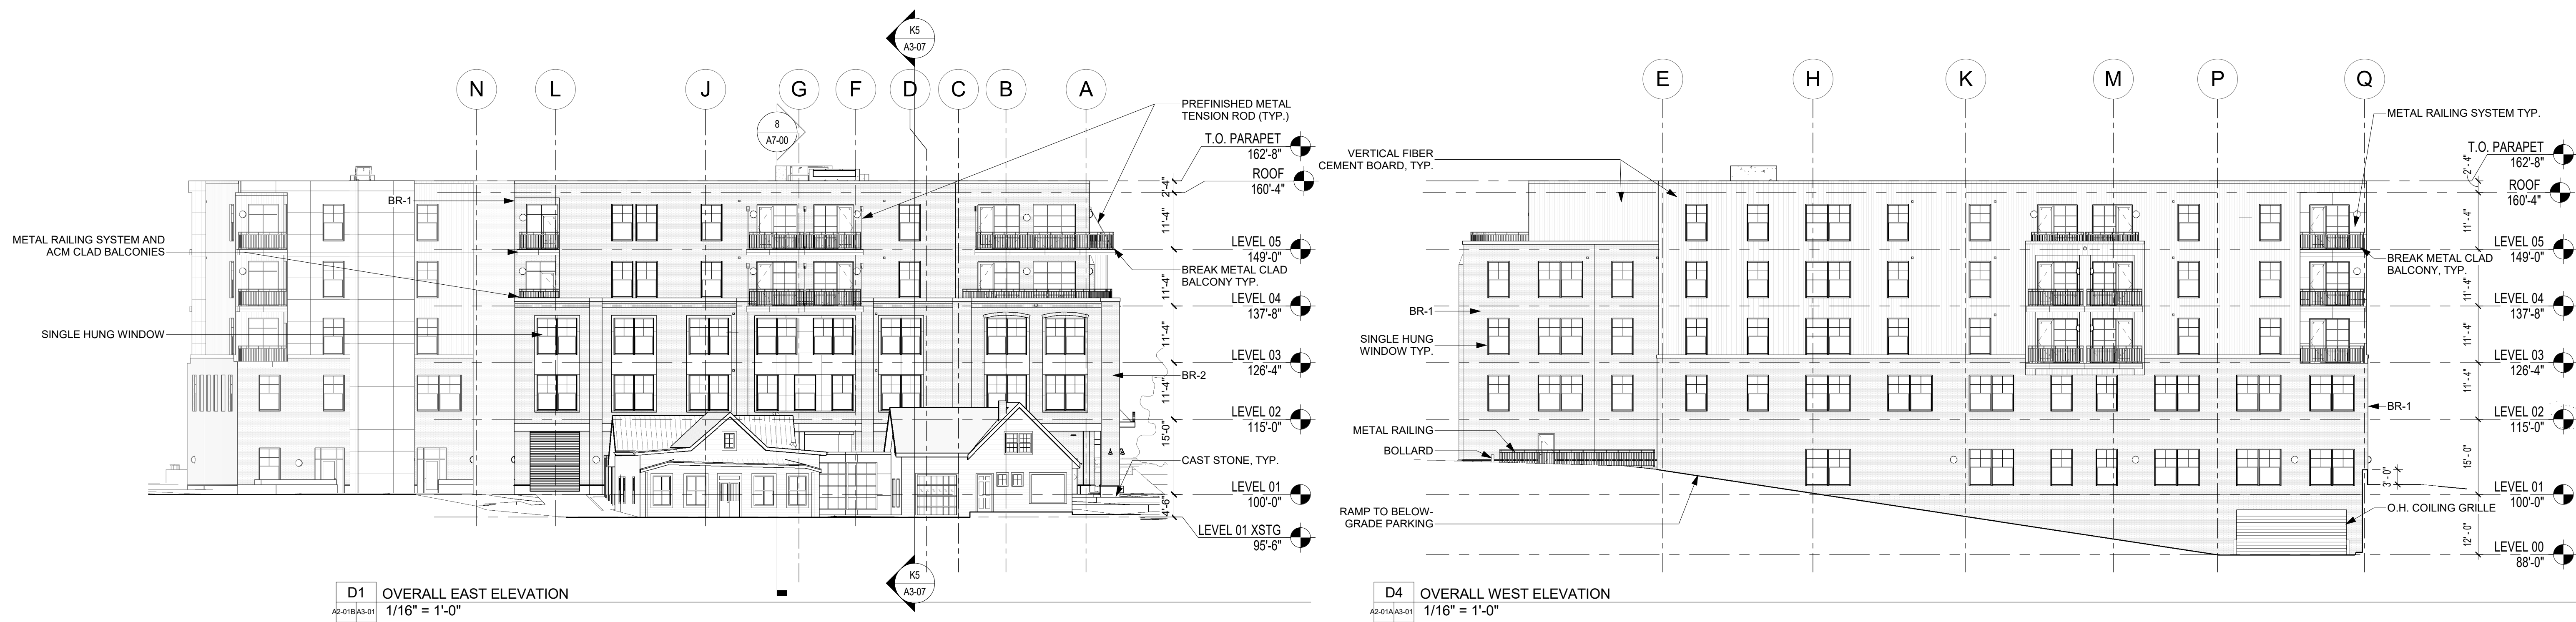 K5
A3-07
N
L
J
G
F
D
C
B
A
8
A7-00
PREFINISHED METAL
TENSION ROD (TYP.)
T.O. PARAPET
162'-8"
ROOF
160'-4"
LEVEL 05
149'-0"
BREAK METAL CLAD
BALCONY TYP.
LEVEL 04
137'-8"
LEVEL 03
126'-4"
BR-2
LEVEL 02
115'-0"
CAST STONE, TYP.
LEVEL 01
100'-0"
LEVEL 01 XSTG
95'-6"
2'-4"
11'-4"
11'-4"
11'-4"
11'-4"
15'-0"
4'-6"
BR-1
METAL RAILING SYSTEM AND
ACM CLAD BALCONIES
SINGLE HUNG WINDOW
K5
A3-07
D1
OVERALL EAST ELEVATION
A2-01B
A3-01
1/16" = 1'-0"
E
H
K
M
P
Q
METAL RAILING SYSTEM TYP.
VERTICAL FIBER
CEMENT BOARD, TYP.
T.O. PARAPET
162'-8"
ROOF
160'-4"
LEVEL 05
149'-0"
BREAK METAL CLAD
BALCONY, TYP.
LEVEL 04
137'-8"
BR-1
SINGLE HUNG
WINDOW TYP.
LEVEL 03
126'-4"
BR-1
LEVEL 02
115'-0"
METAL RAILING
BOLLARD
LEVEL 01
100'-0"
RAMP TO BELOW-
GRADE PARKING
O.H. COILING GRILLE
LEVEL 00
88'-0"
2'-4"
11'-4"
11'-4"
11'-4"
11'-4"
15'-0"
3'-0"
12'-0"
D4
OVERALL WEST ELEVATION
A2-01A
A3-01
1/16" = 1'-0"